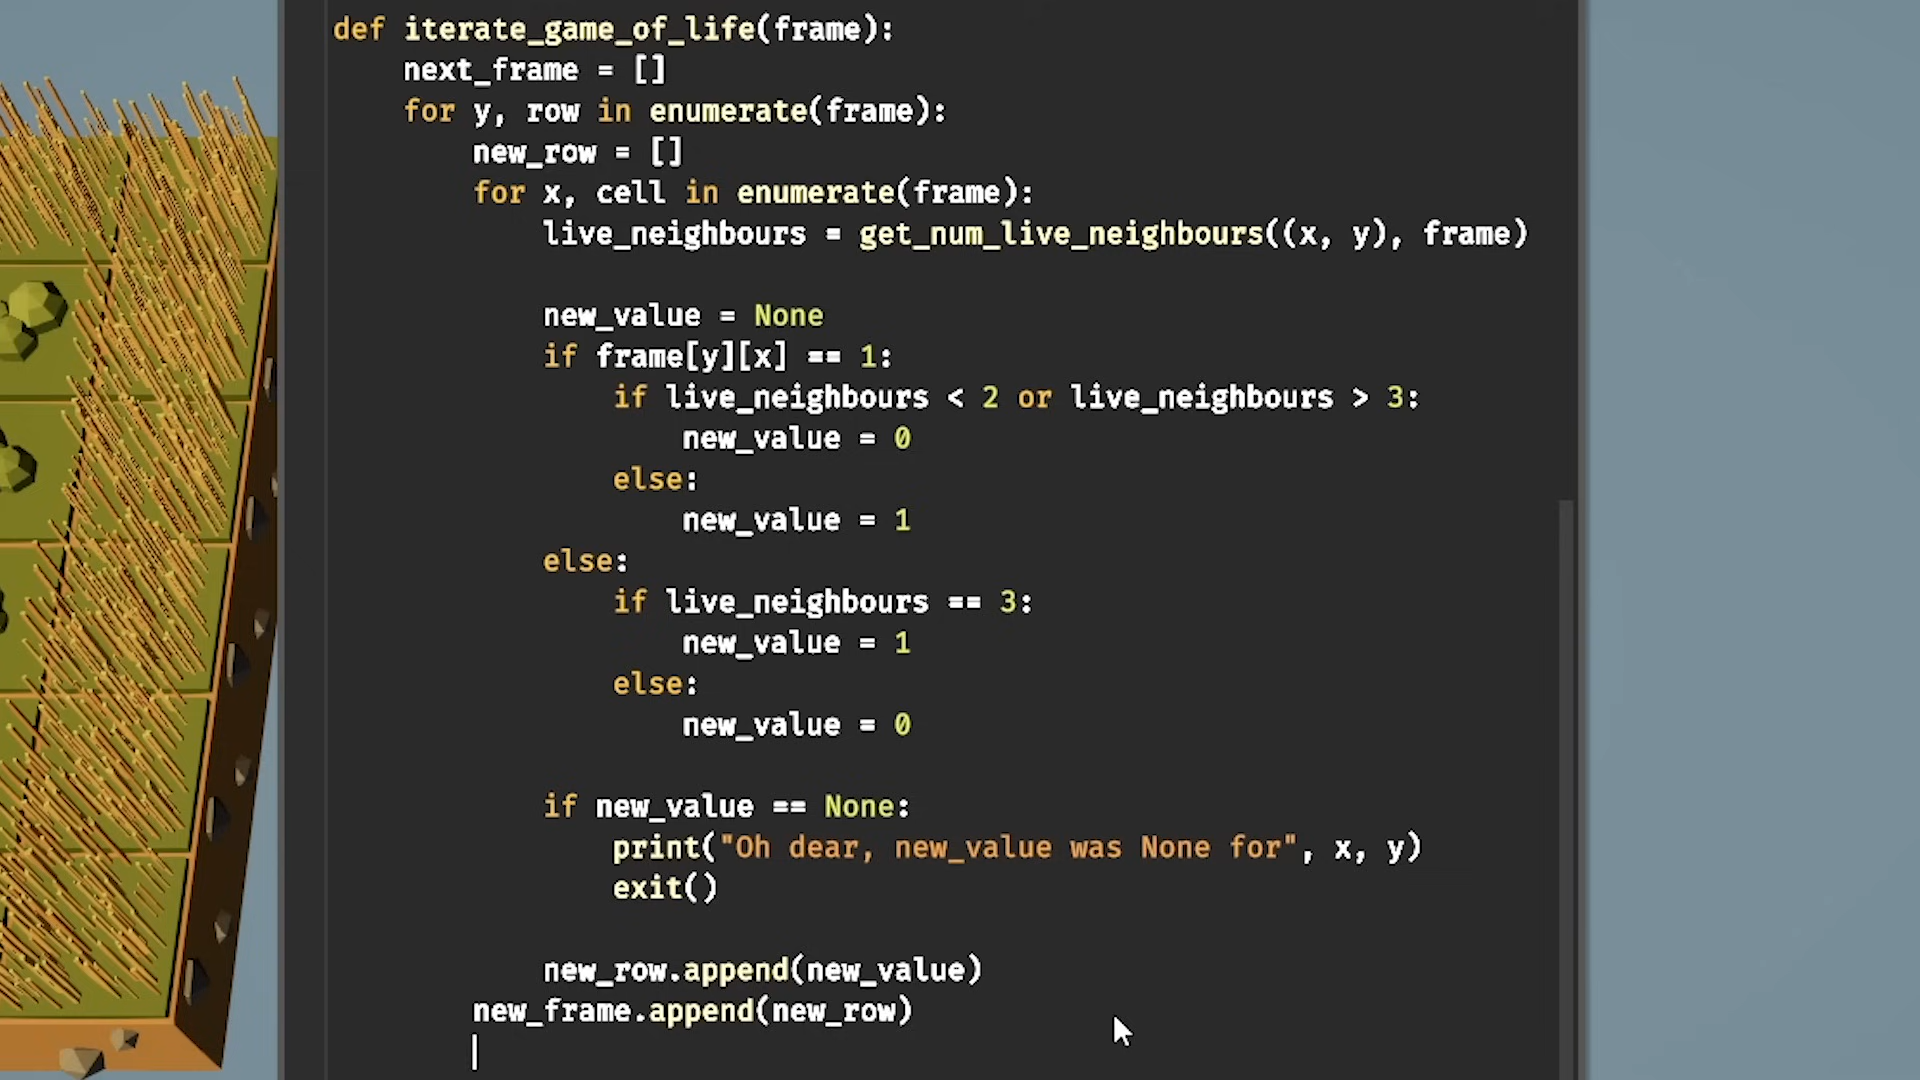 def iterate_game_of_life(frame):
    next_frame = []
    for y, row in enumerate(frame):
        new_row = []
        for x, cell in enumerate(frame):
            live_neighbours = get_num_live_neighbours((x, y), frame)

            new_value = None
            if frame[y][x] == 1:
                if live_neighbours < 2 or live_neighbours > 3:
                    new_value = 0
                else:
                    new_value = 1
            else:
                if live_neighbours == 3:
                    new_value = 1
                else:
                    new_value = 0

            if new_value == None:
                print("Oh dear, new_value was None for", x, y)
                exit()

            new_row.append(new_value)
        new_frame.append(new_row)